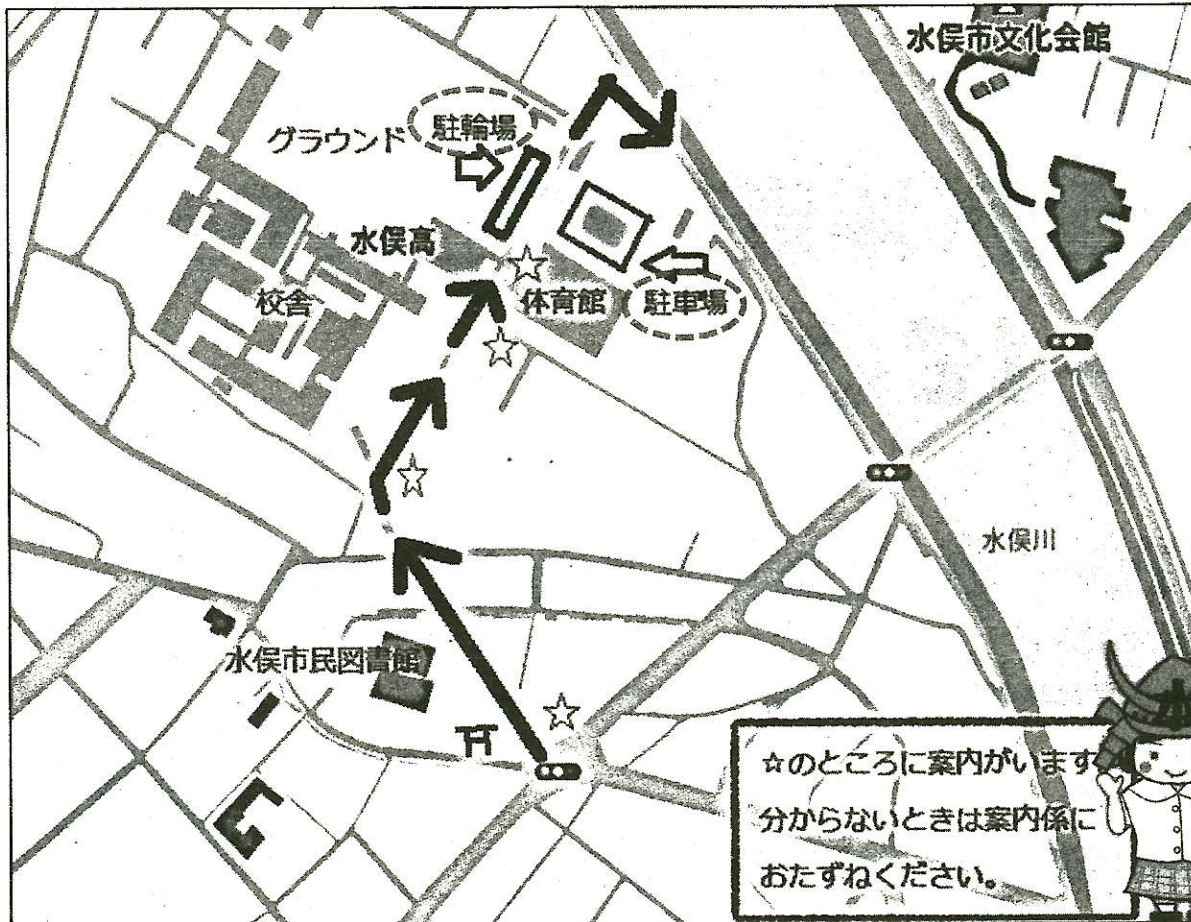 水俣市文化会館
駐輪場
グラウンド
水俣高
校舎
体育館
駐車場
水俣川
水俣市民図書館
☆のところに案内がいます
分からないときは案内係に
おたずねください。